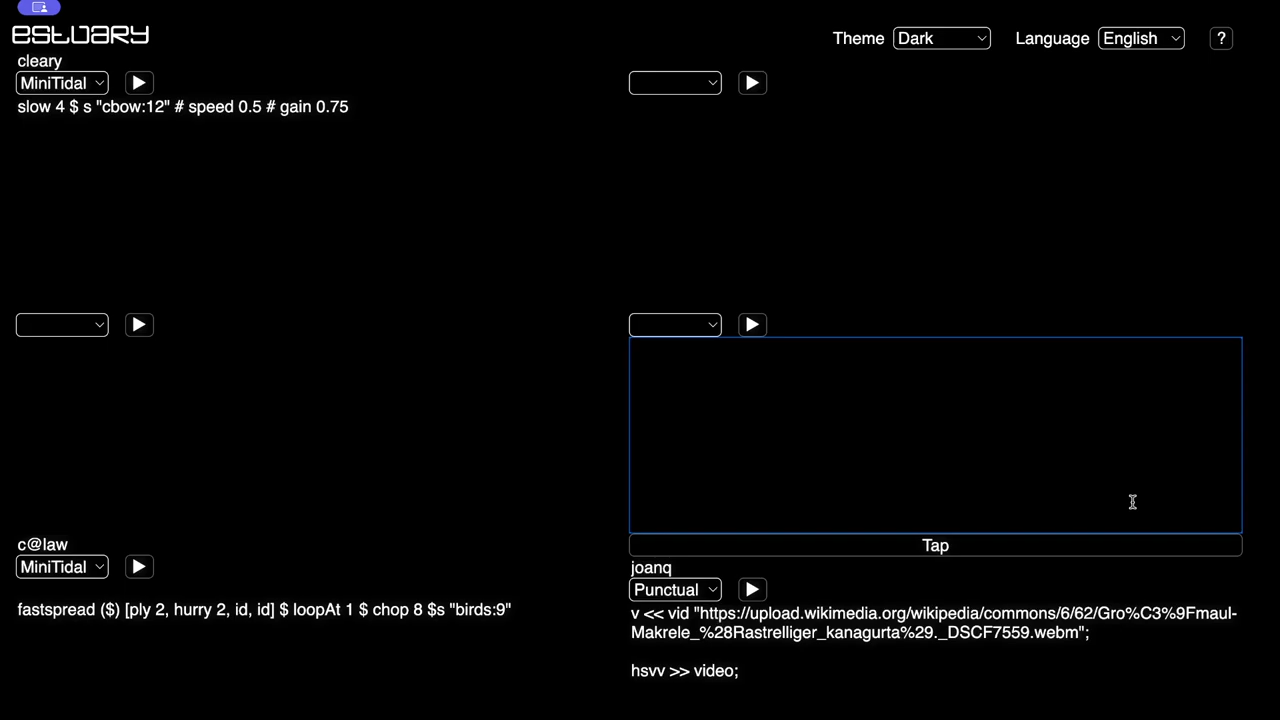 estuary
Theme Dark Language English ?
cleary
MiniTidal
slow 4 $ s "cbow:12" # speed 0.5 # gain 0.75
c@law
MiniTidal
fastspread ($) [ply 2, hurry 2, id, id] $ loopAt 1 $ chop 8 $s "birds:9"
Tap
joanq
Punctual
v << vid "https://upload.wikimedia.org/wikipedia/commons/6/62/Gro%C3%9Fmaul-
Makrele_%28Rastrelliger_kanagurta%29._DSCF7559.webm";
hsvv >> video;